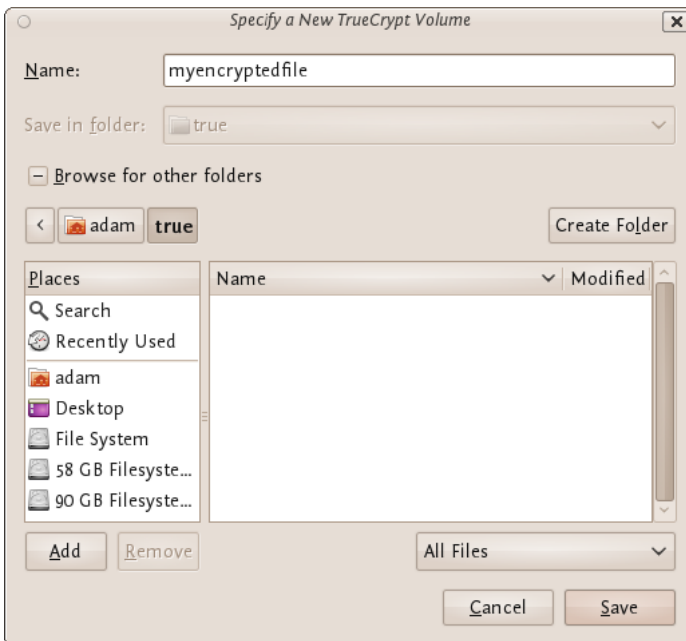 Specify a New TrueCrypt Volume
Name: myencryptedfile
Save in folder: true
Browse for other folders
adam true Create Folder
Places Name Modified
Search
Recently Used
adam
Desktop
File System
58 GB Filesyste...
90 GB Filesyste...
Add Remove All Files
Cancel Save